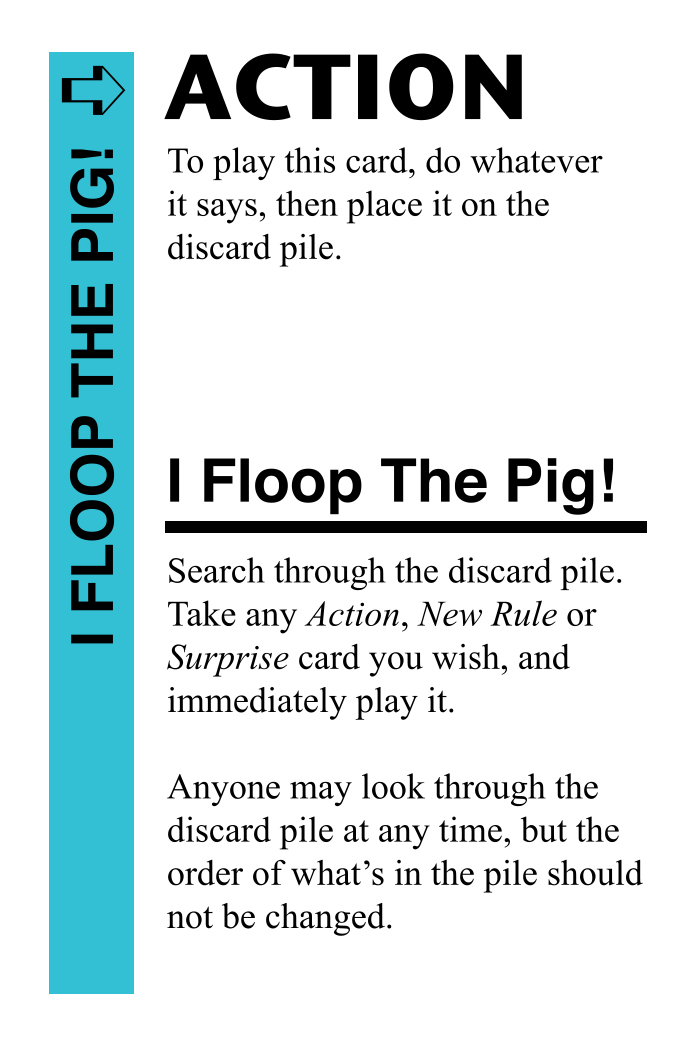 ACTION
To play this card, do whatever
it says, then place it on the
discard pile.
I FLOOP THE PIG!
I Floop The Pig!
Search through the discard pile.
Take any Action, New Rule or
Surprise card you wish, and
immediately play it.
Anyone may look through the
discard pile at any time, but the
order of what’s in the pile should
not be changed.